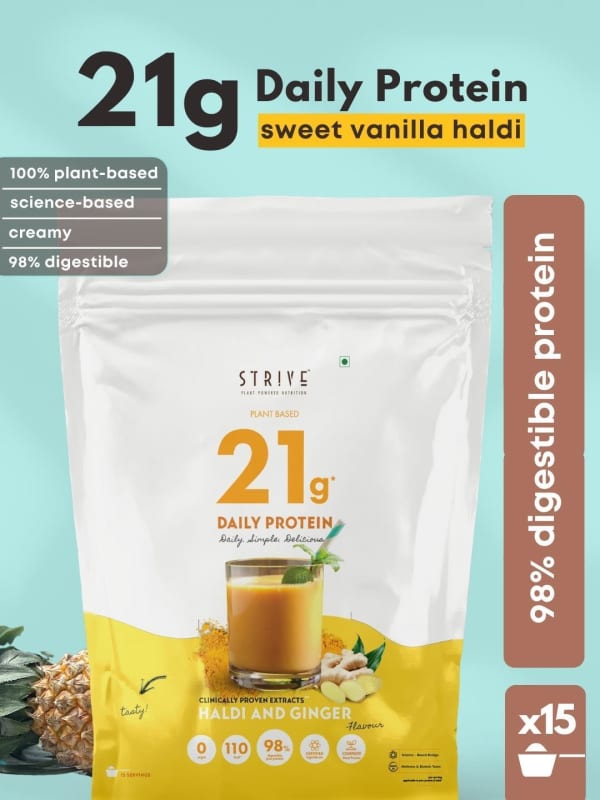 21g Daily Protein
sweet vanilla haldi
100% plant-based
science-based
creamy
98% digestible
98% digestible protein
STRIVE
PLANT POWERED NUTRITION
PLANT BASED
21g*
DAILY PROTEIN
Daily. Simple. Delicious.
tasty!
CLINICALLY PROVEN EXTRACTS
HALDI AND GINGER
Flavour
0
110
98%
15 SERVINGS
x15